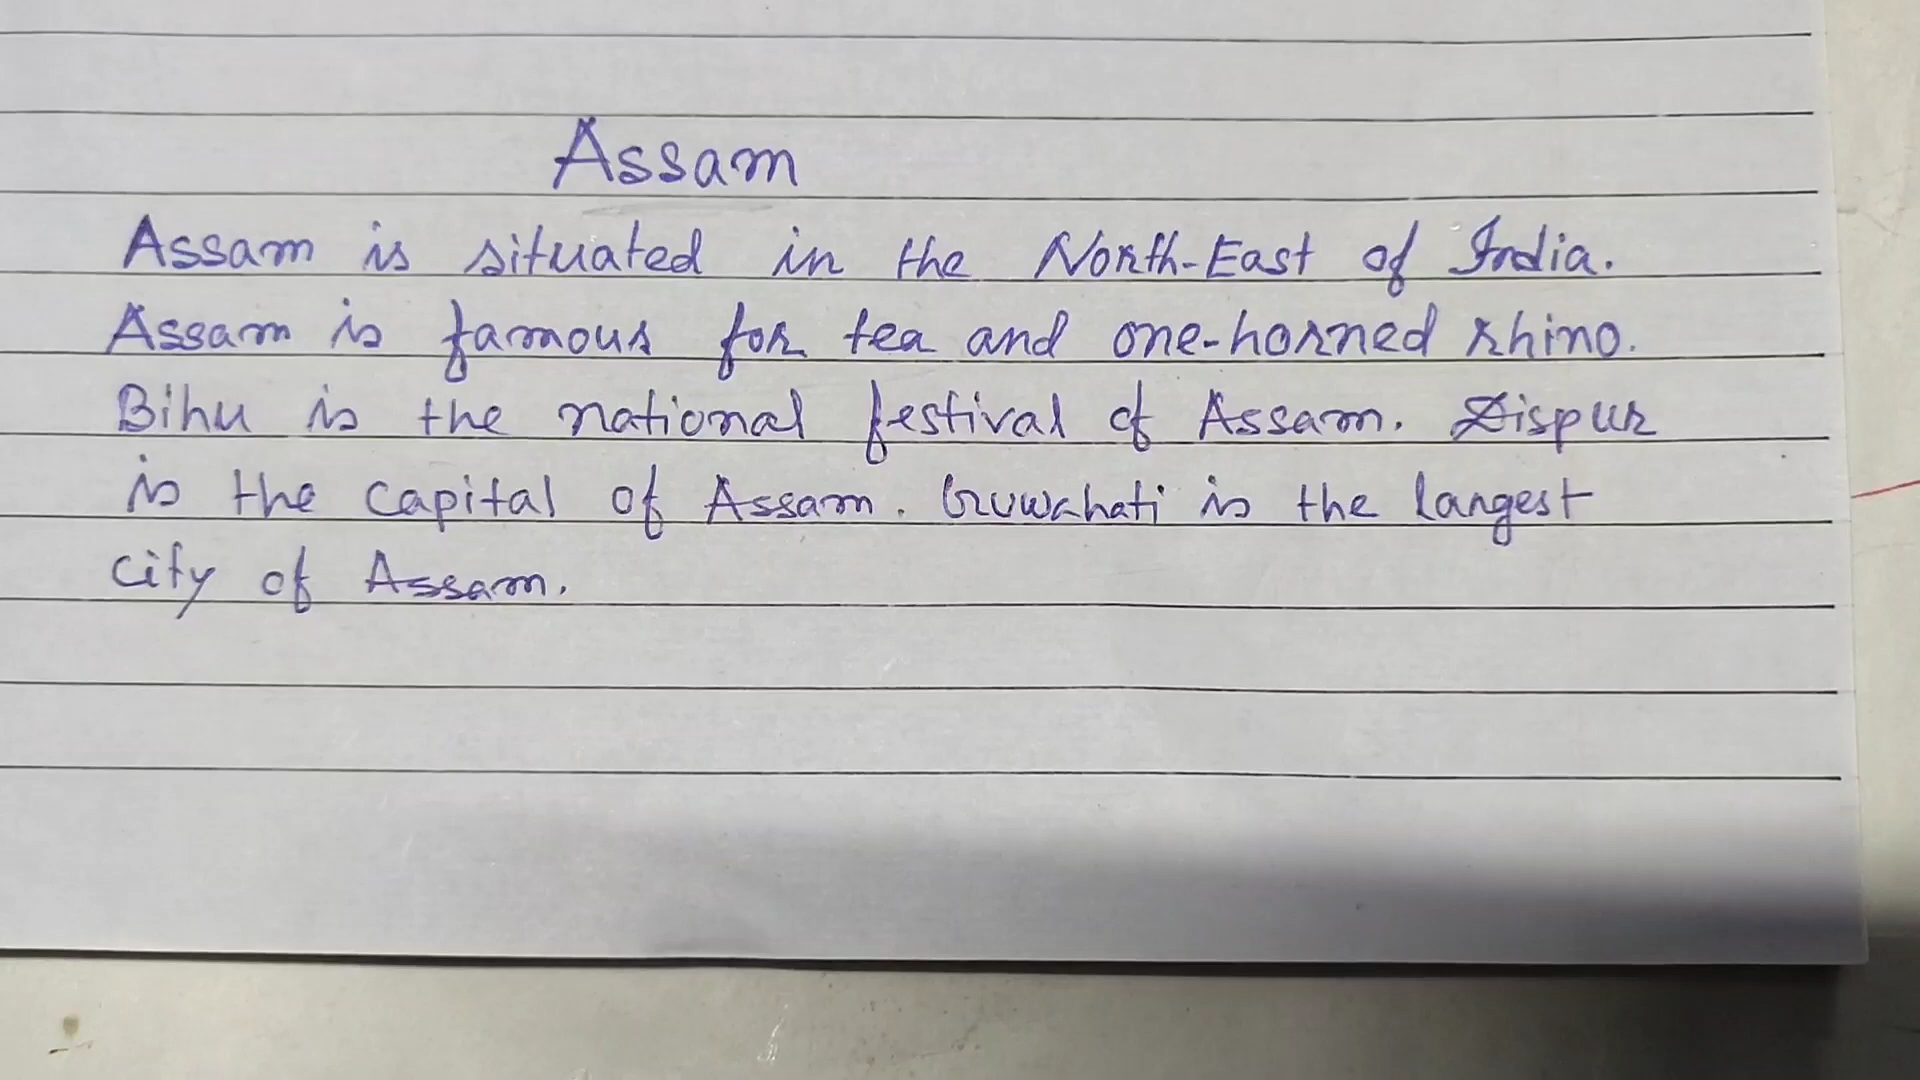 Assam
Assam is situated in the North-East of India.
Assam is famous for tea and one-horned rhino.
Bihu is the national festival of Assam. Dispur
is the capital of Assam. Guwahati is the largest
city of Assam.